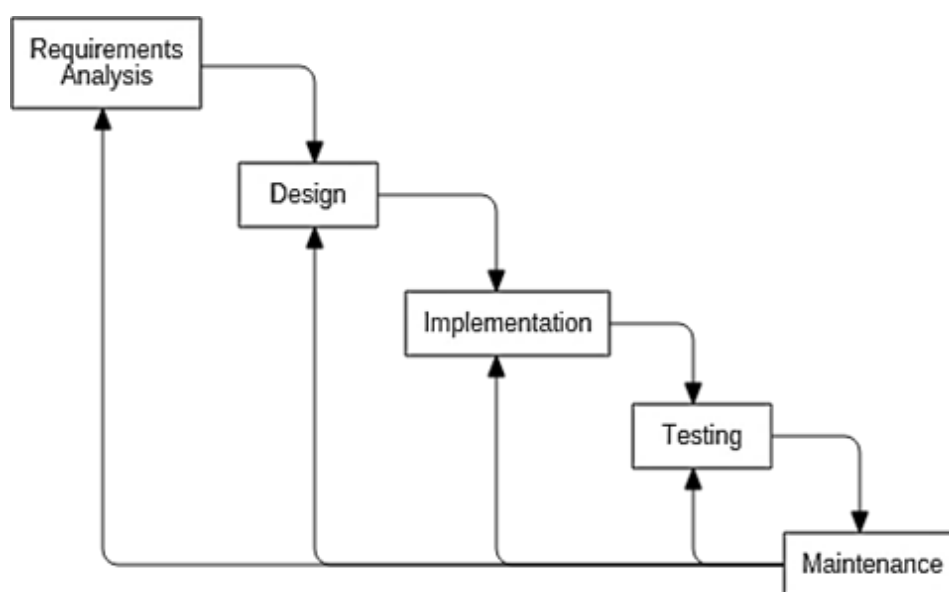 Requirements
Analysis
Design
Implementation
Testing
Maintenance